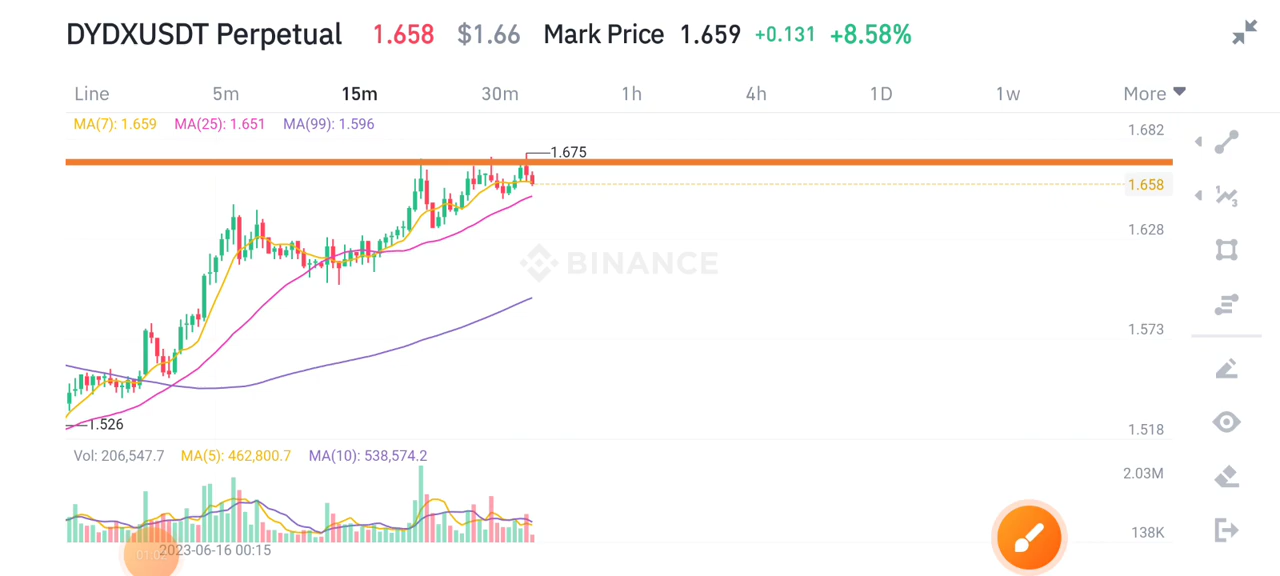 DYDXUSDT Perpetual 1.658 $1.66 Mark Price 1.659 +0.131 +8.58%
Line 5m 15m 30m 1h 4h 1D 1w More
MA(7): 1.659 MA(25): 1.651 MA(99): 1.596
1.682
1.675
1.658
1.628
BINANCE
1.573
1.526
1.518
Vol: 206,547.7 MA(5): 462,800.7 MA(10): 538,574.2
2.03M
138K
2023-06-16 00:15